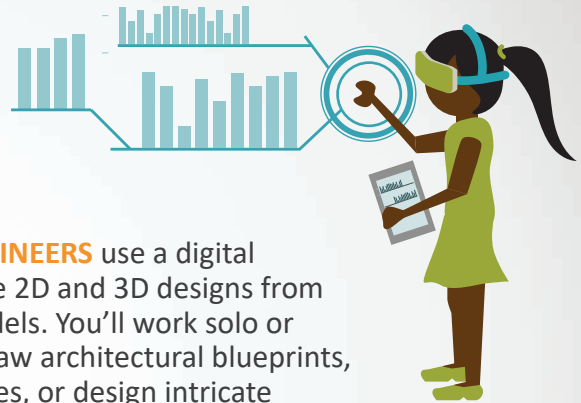 INEERS use a digital
e 2D and 3D designs from
dels. You'll work solo or
aw architectural blueprints,
es, or design intricate